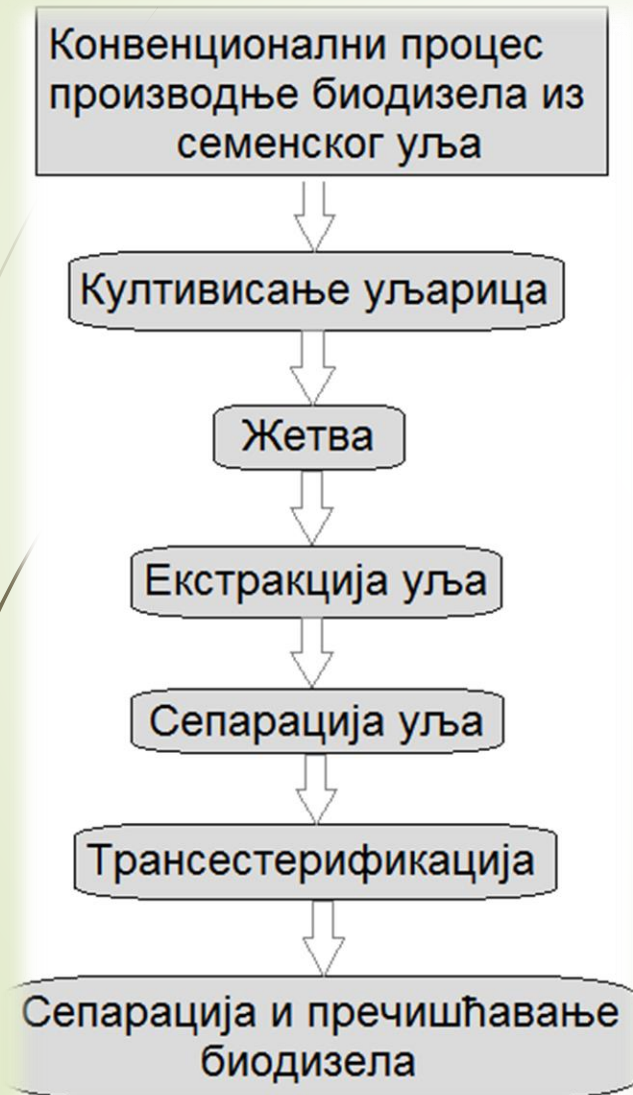 Конвенционални процес
производње биодизела из
семенског уља
Култивисање уљарица
Жетва
Екстракција уља
Сепарација уља
Трансестерификација
Сепарација и пречишћавање
биодизела